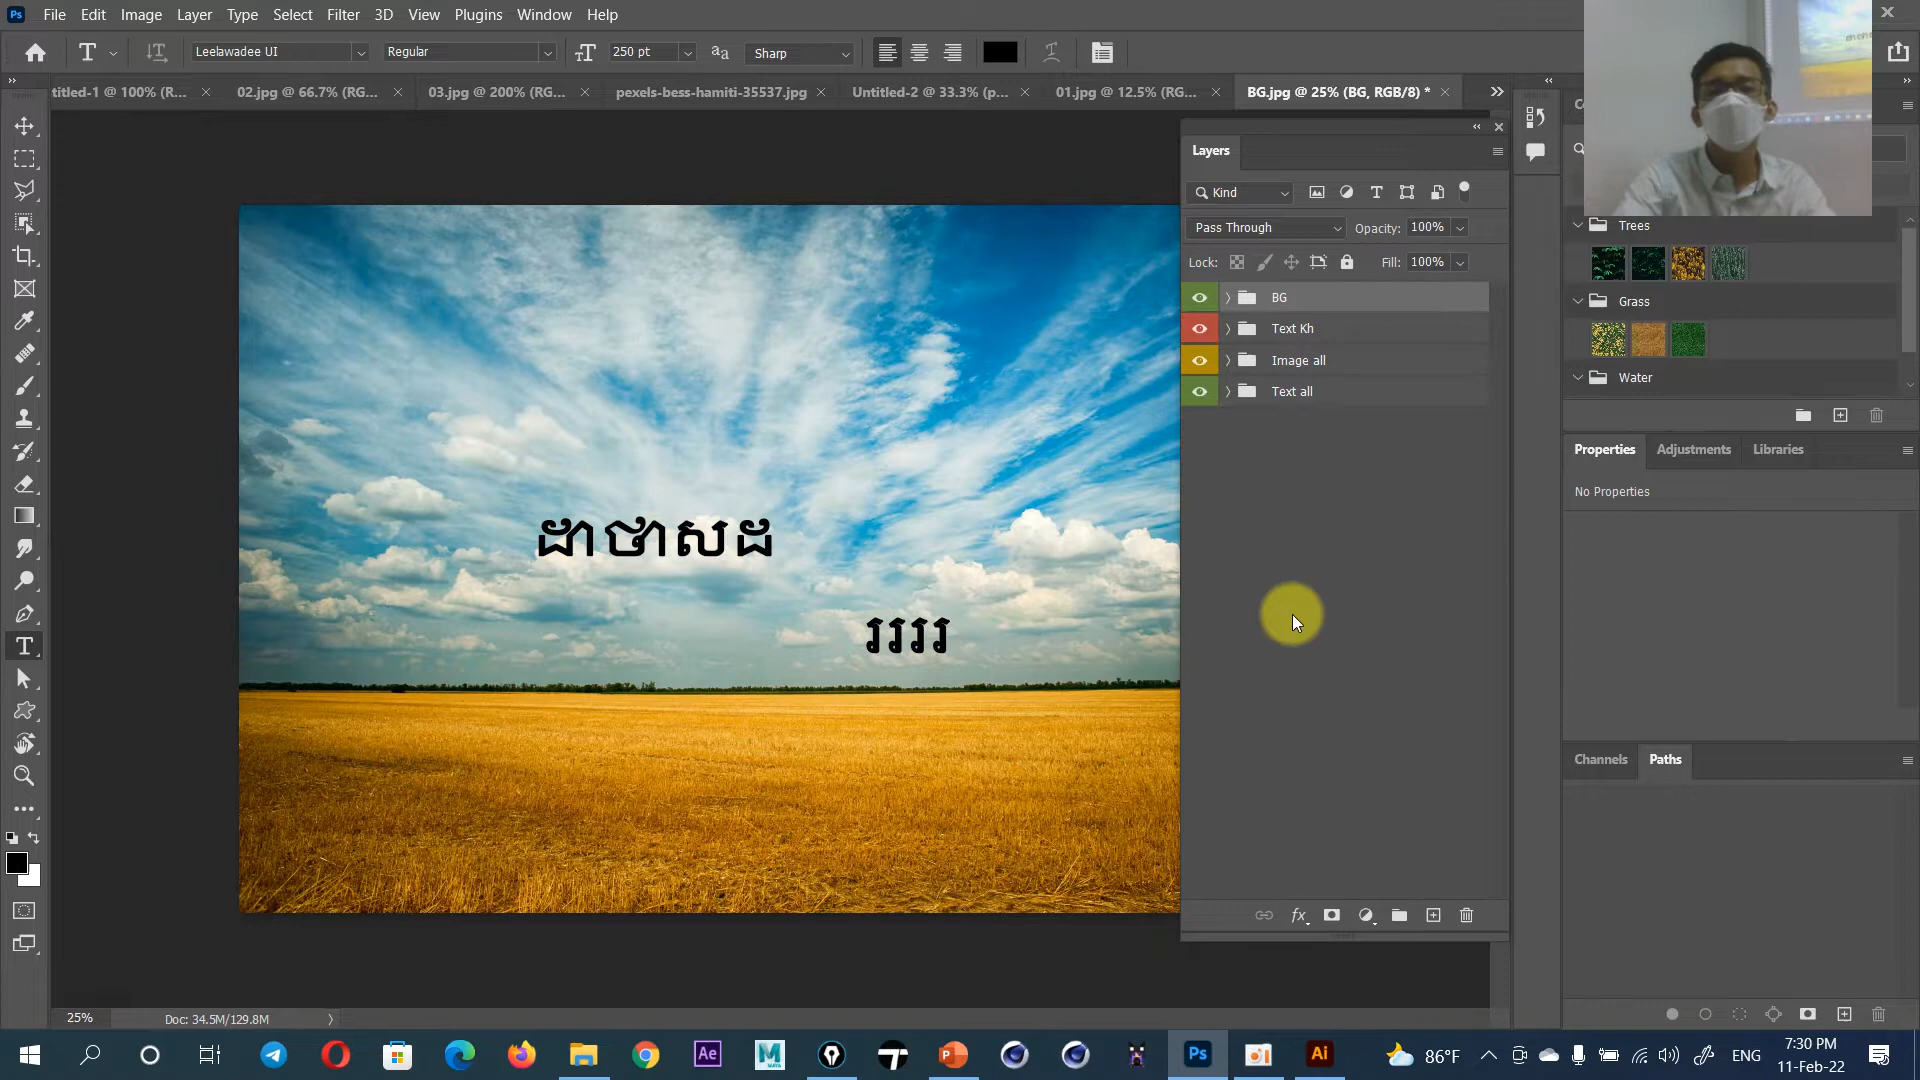 Ps File Edit Image Layer Type Select Filter 3D View Plugins Window Help
T Leelawadee UI Regular 250 pt Sharp
02.jpg @ 66.7% (RG... 03.jpg @ 200% (RG... pexels-bess-hamiti-35537.jpg Untitled-2 @ 33.3% (p... 01.jpg @ 12.5% (RG... BG.jpg @ 25% (BG, RGB/8) *
Layers
Kind
Pass Through Opacity: 100%
Lock: Fill: 100%
BG
Text Kh
Image all
Text all
Trees
Grass
Water
Properties Adjustments Libraries
No Properties
Channels Paths
ដាថាសដ
ររររ
25% Doc: 34.5M/129.8M
Ae
MAYA
Ps
Ai
86°F ENG 7:30 PM
11-Feb-22